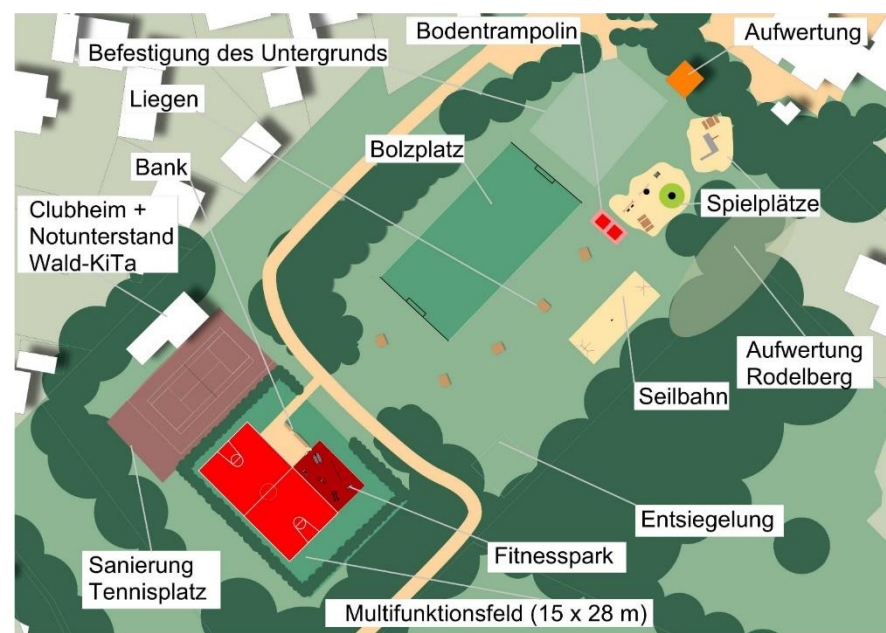 Bodentrampolin
Aufwertung
Befestigung des Untergrunds
Liegen
Bolzplatz
Bank
Clubheim +
Notunterstand
Wald-KiTa
Spielplätze
Aufwertung
Rodelberg
Seilbahn
Entsiegelung
Fitnesspark
Sanierung
Tennisplatz
Multifunktionsfeld (15 x 28 m)